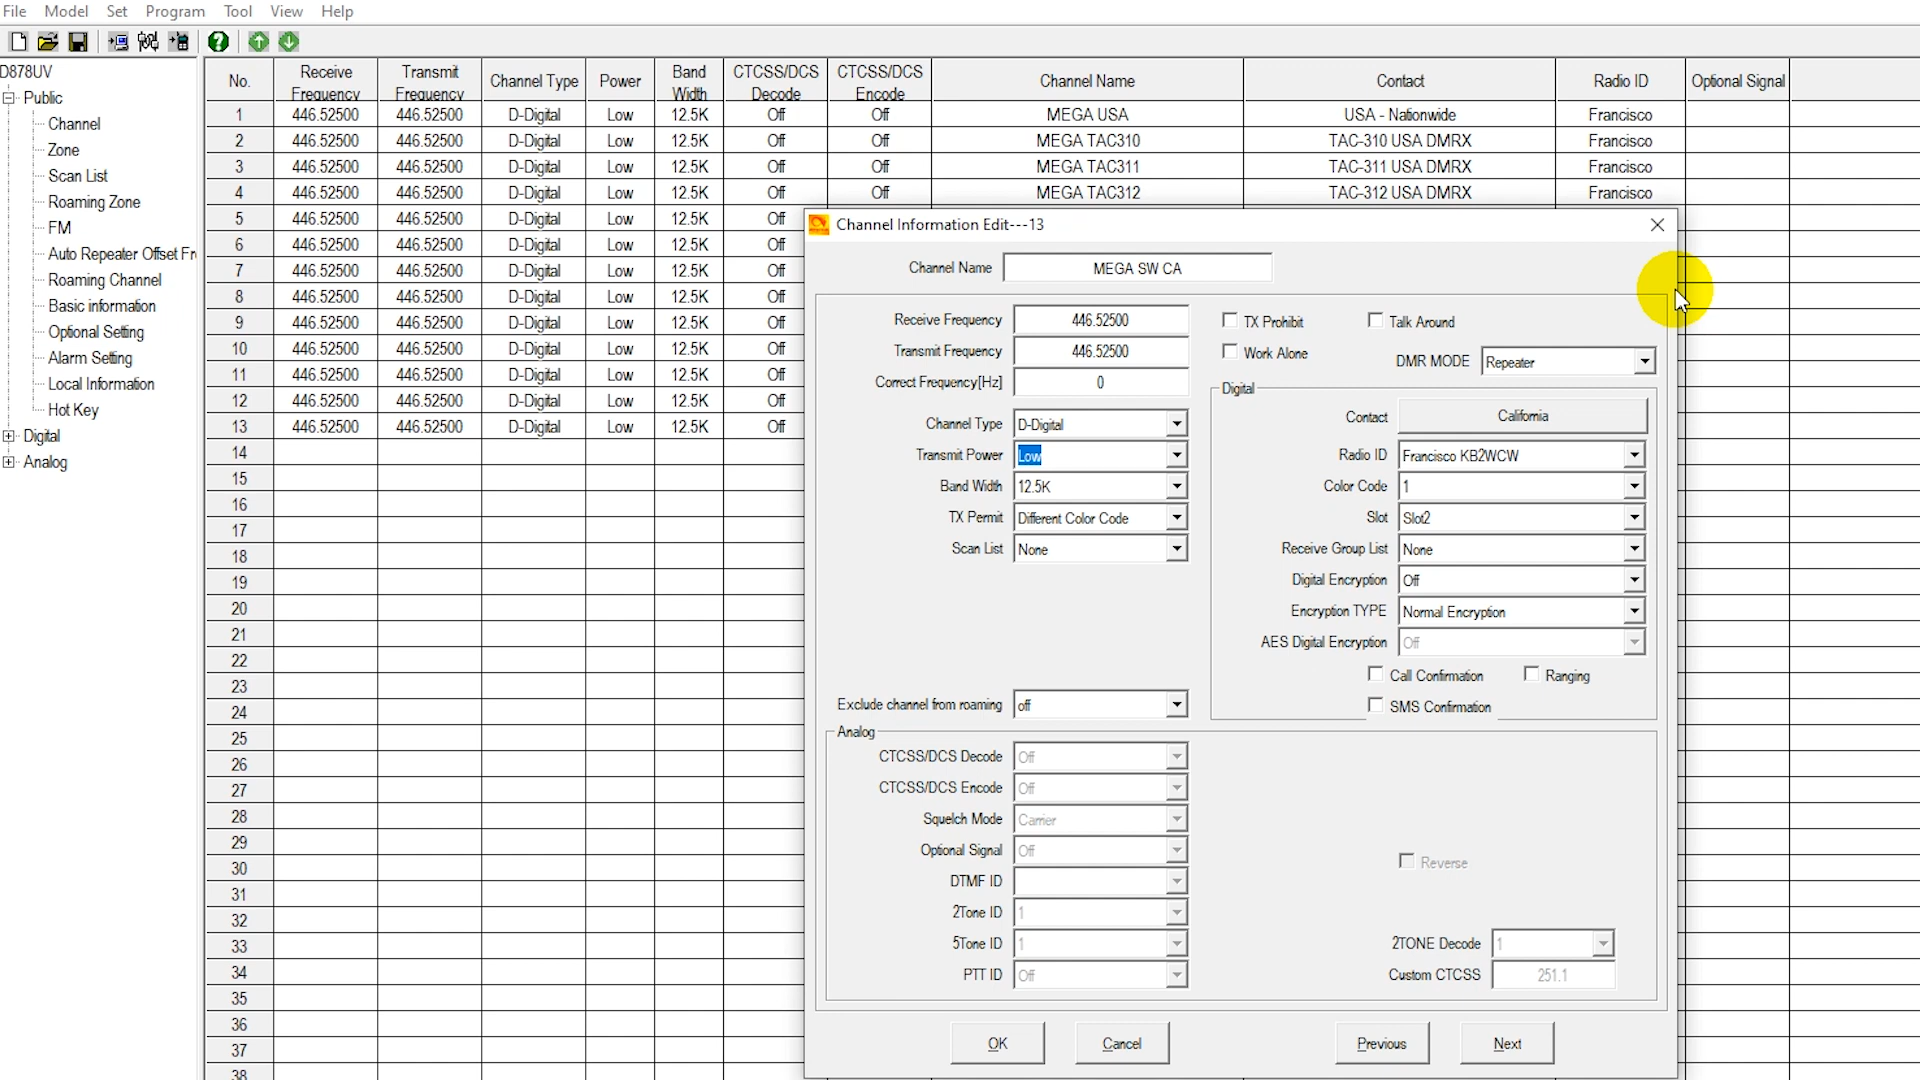 File Model Set Program Tool View Help
D878UV
Public
Channel
Zone
Scan List
Roaming Zone
FM
Auto Repeater Offset Fr
Roaming Channel
Basic information
Optional Setting
Alarm Setting
Local Information
Hot Key
Digital
Analog
No. Receive Frequency Transmit Frequency Channel Type Power Band Width CTCSS/DCS Decode CTCSS/DCS Encode Channel Name Contact Radio ID Optional Signal
1 446.52500 446.52500 D-Digital Low 12.5K Off Off MEGA USA USA - Nationwide Francisco
2 446.52500 446.52500 D-Digital Low 12.5K Off Off MEGA TAC310 TAC-310 USA DMRX Francisco
3 446.52500 446.52500 D-Digital Low 12.5K Off Off MEGA TAC311 TAC-311 USA DMRX Francisco
4 446.52500 446.52500 D-Digital Low 12.5K Off Off MEGA TAC312 TAC-312 USA DMRX Francisco
5 446.52500 446.52500 D-Digital Low 12.5K Off
6 446.52500 446.52500 D-Digital Low 12.5K Off
7 446.52500 446.52500 D-Digital Low 12.5K Off
8 446.52500 446.52500 D-Digital Low 12.5K Off
9 446.52500 446.52500 D-Digital Low 12.5K Off
10 446.52500 446.52500 D-Digital Low 12.5K Off
11 446.52500 446.52500 D-Digital Low 12.5K Off
12 446.52500 446.52500 D-Digital Low 12.5K Off
13 446.52500 446.52500 D-Digital Low 12.5K Off
14
15
16
17
18
19
20
21
22
23
24
25
26
27
28
29
30
31
32
33
34
35
36
37
38
Channel Information Edit---13
Channel Name MEGA SW CA
Receive Frequency 446.52500
Transmit Frequency 446.52500
Correct Frequency[Hz] 0
Channel Type D-Digital
Transmit Power Low
Band Width 12.5K
TX Permit Different Color Code
Scan List None
Exclude channel from roaming off
TX Prohibit Talk Around
Work Alone DMR MODE Repeater
Digital
Contact California
Radio ID Francisco KB2WCW
Color Code 1
Slot Slot2
Receive Group List None
Digital Encryption Off
Encryption TYPE Normal Encryption
AES Digital Encryption Off
Call Confirmation Ranging
SMS Confirmation
Analog
CTCSS/DCS Decode Off
CTCSS/DCS Encode Off
Squelch Mode Carrier
Optional Signal Off
DTMF ID
2Tone ID 1
5Tone ID 1
PTT ID Off
Reverse
2TONE Decode 1
Custom CTCSS 251.1
OK Cancel Previous Next